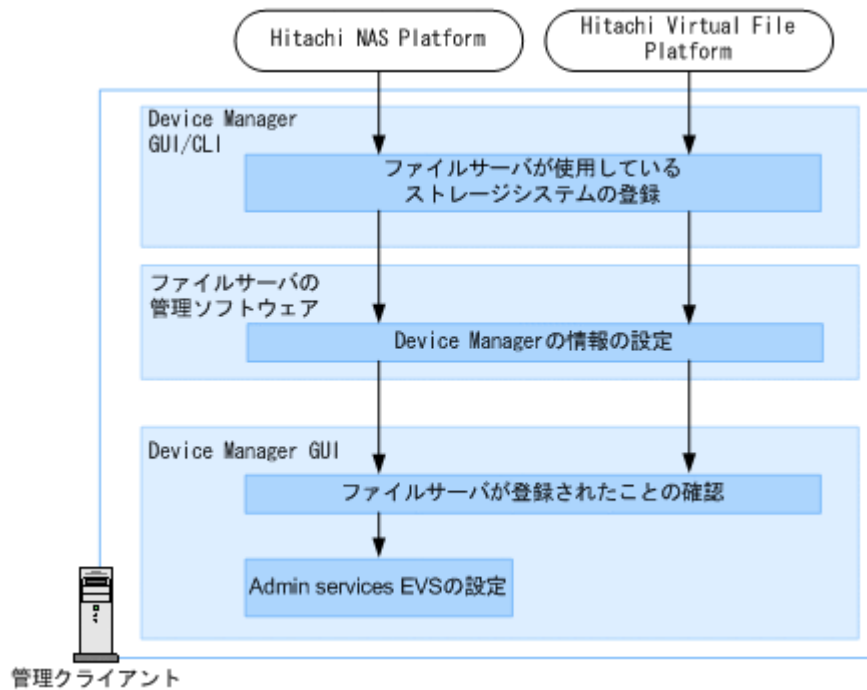 Hitachi NAS Platform
Hitachi Virtual File
Platform
Device Manager
GUI/CLI
ファイルサーバが使用している
ストレージシステムの登録
ファイルサーバの
管理ソフトウェア
Device Managerの情報の設定
Device Manager GUI
ファイルサーバが登録されたことの確認
Admin services EVSの設定
管理クライアント